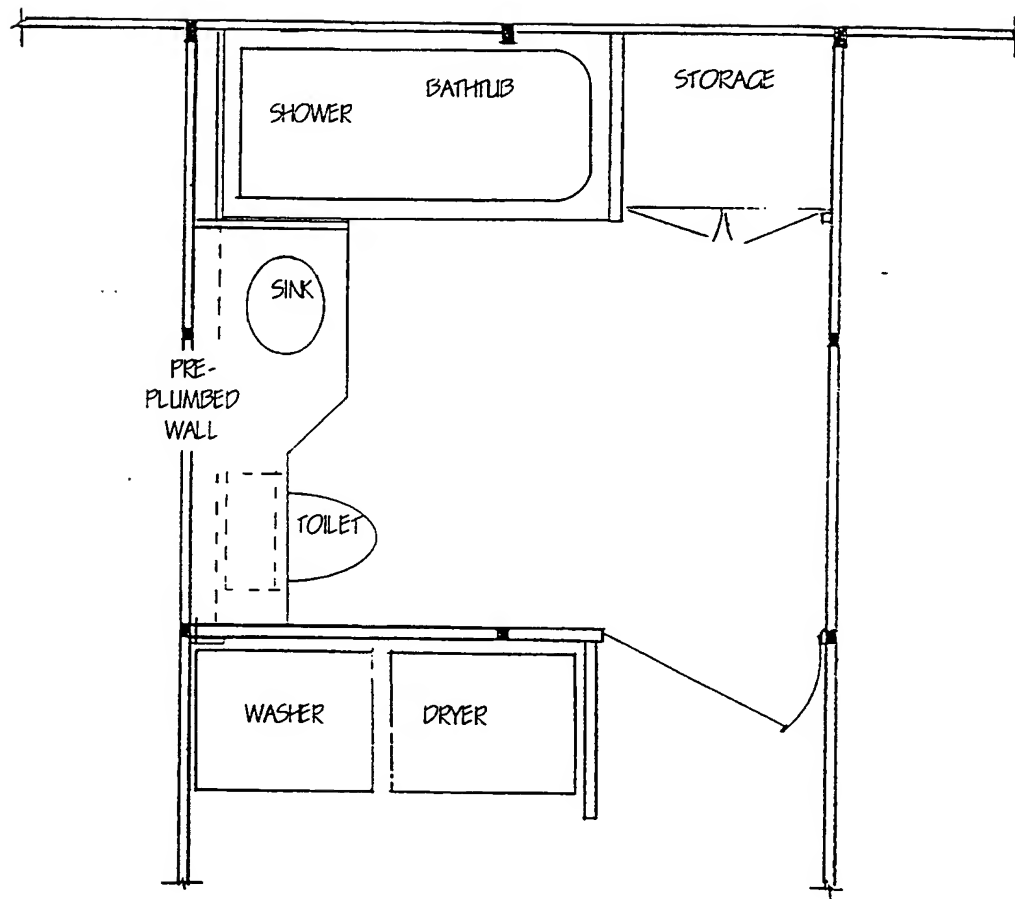 BATHTUB
STORAGE
SHOWER
SINK
PRE-
PLUMBED
WALL
TOILET
WASHER
DRYER